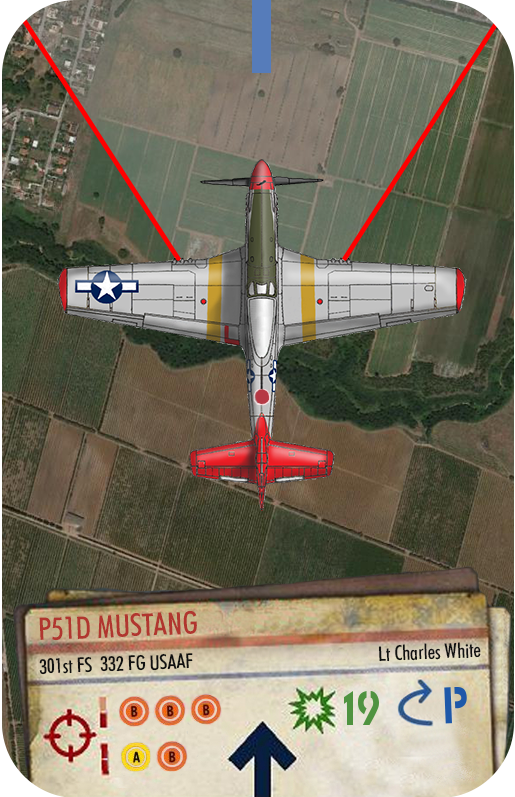 P51D MUSTANG
301st FS 332 FG USAAF
Lt Charles White
B B B
A B
19 P